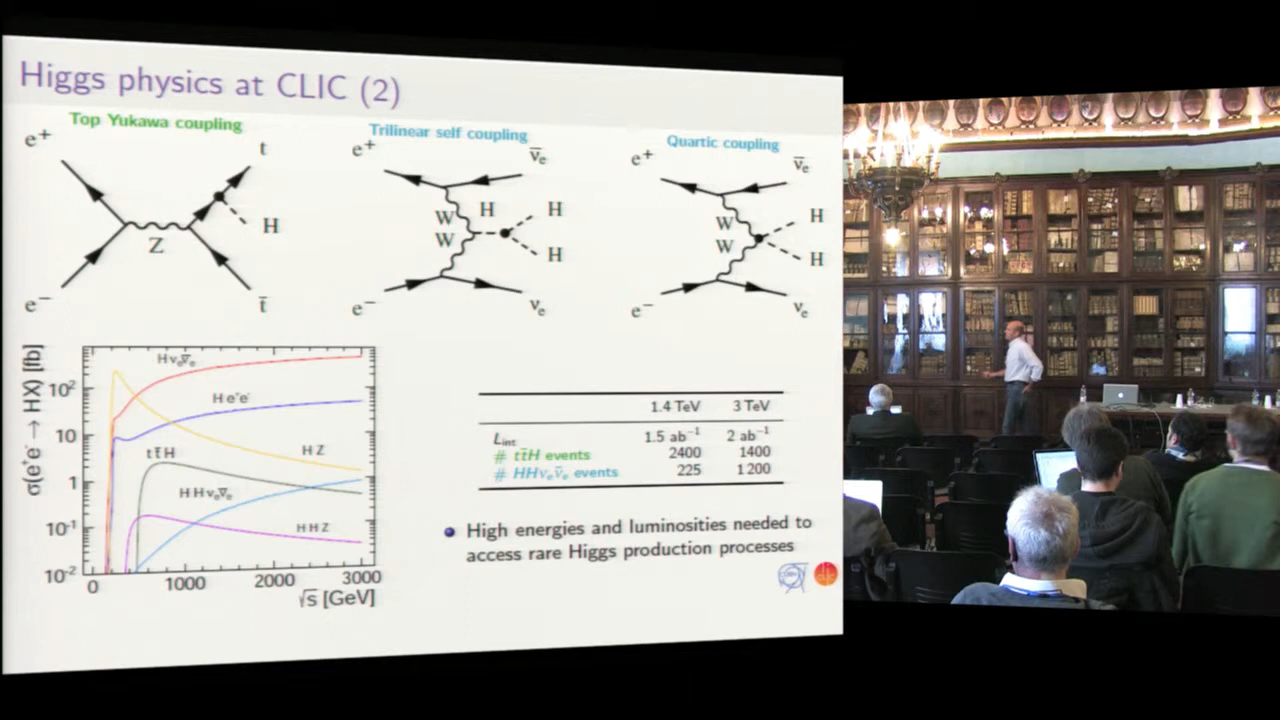 Higgs physics at CLIC (2)
Top Yukawa coupling
e⁺ t
Z H
e⁻ t̄
Trilinear self coupling
e⁺ ν̄ₑ
W H H
W H
e⁻ νₑ
Quartic coupling
e⁺ ν̄ₑ
W H
W H
e⁻ νₑ
σ(e⁺e⁻ → HX) [fb]
10²
10
1
10⁻¹
10⁻²
Hνₑν̄ₑ
He⁺e⁻
HZ
tt̄H
HHνₑν̄ₑ
HHZ
0 1000 2000 3000
√s [GeV]
1.4 TeV 3 TeV
Lint 1.5 ab⁻¹ 2 ab⁻¹
# tt̄H events 2400 1400
# HHνₑν̄ₑ events 225 1200
High energies and luminosities needed to
access rare Higgs production processes